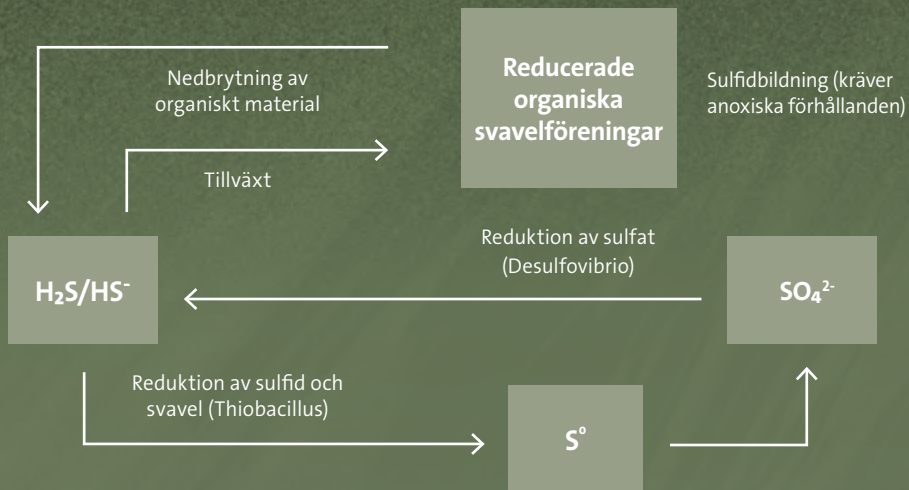 Reducerade
organiska
svavelföreningar
Nedbrytning av
organiskt material
Sulfidbildning (kräver
anoxiska förhållanden)
Tillväxt
Reduktion av sulfat
(Desulfovibrio)
H₂S/HS⁻
SO₄²⁻
Reduktion av sulfid och
svavel (Thiobacillus)
S°